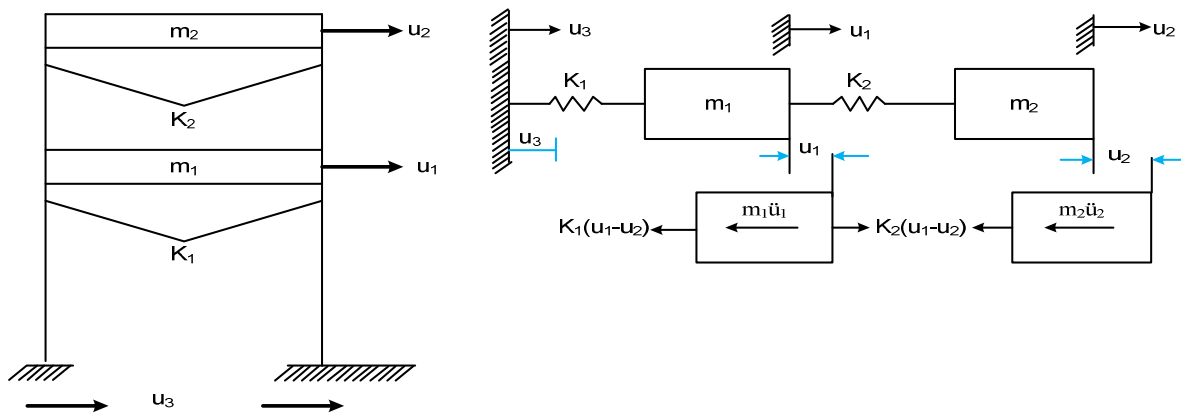 m₂
u₂
K₂
m₁
u₁
K₁
u₃
u₃
u₁
u₂
K₁
m₁
K₂
m₂
u₃
u₁
u₂
K₁(u₁-u₂)
m₁ü₁
K₂(u₁-u₂)
m₂ü₂